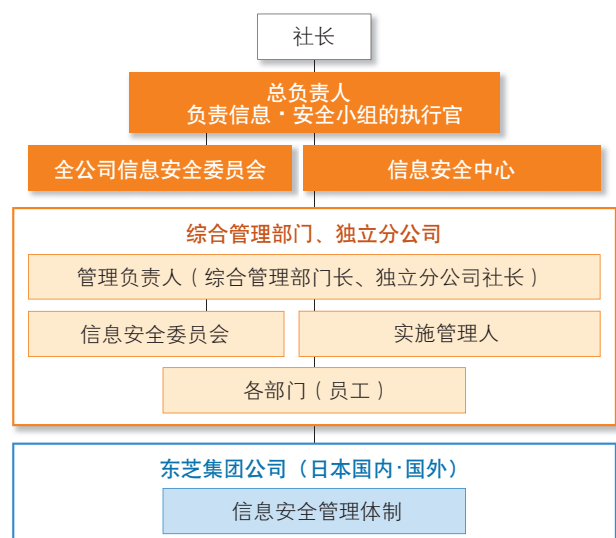 社长
总负责人
负责信息·安全小组的执行官
全公司信息安全委员会
信息安全中心
综合管理部门、独立分公司
管理负责人（综合管理部门长、独立分公司社长）
信息安全委员会
实施管理人
各部门（员工）
东芝集团公司（日本国内·国外）
信息安全管理体制